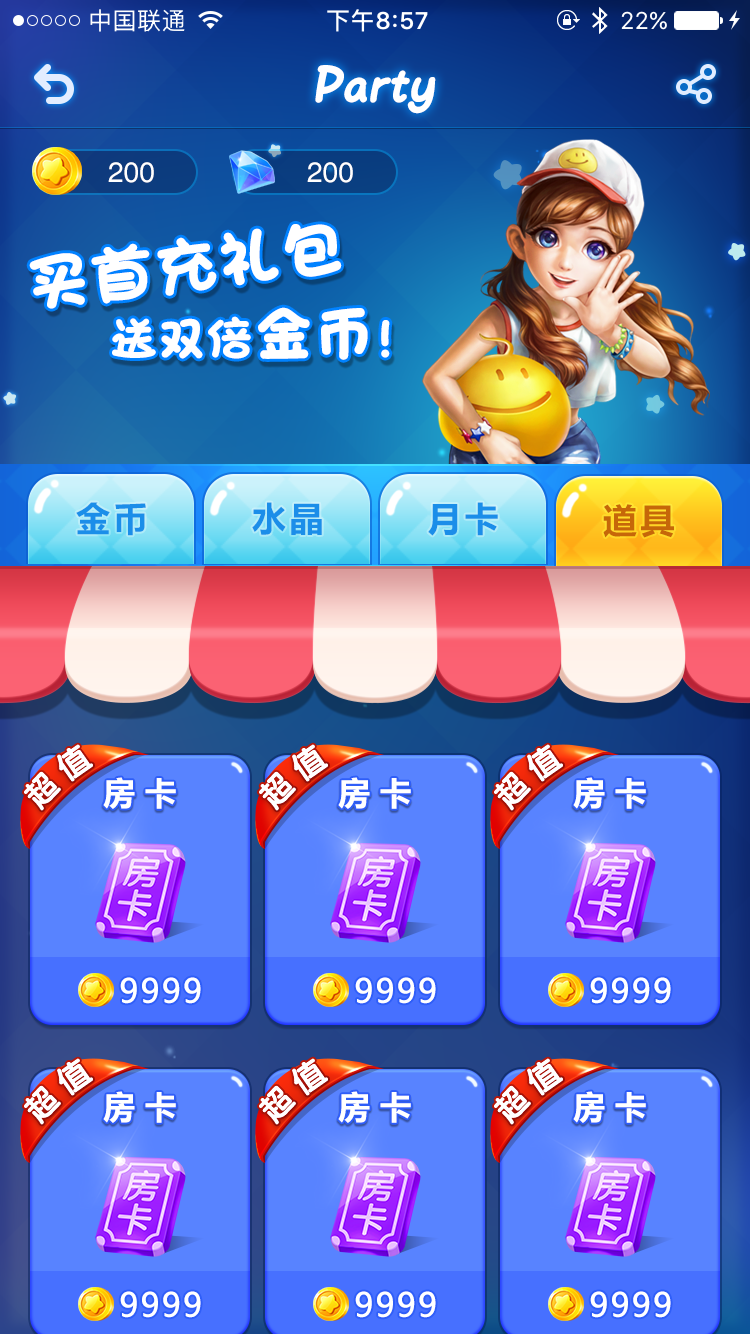 中国联通 下午8:57 22%
Party
200 200
买首充礼包
送双倍金币!
金币 水晶 月卡 道具
超值 房卡 超值 房卡 超值 房卡
房卡 房卡 房卡
9999 9999 9999
超值 房卡 超值 房卡 超值 房卡
房卡 房卡 房卡
9999 9999 9999